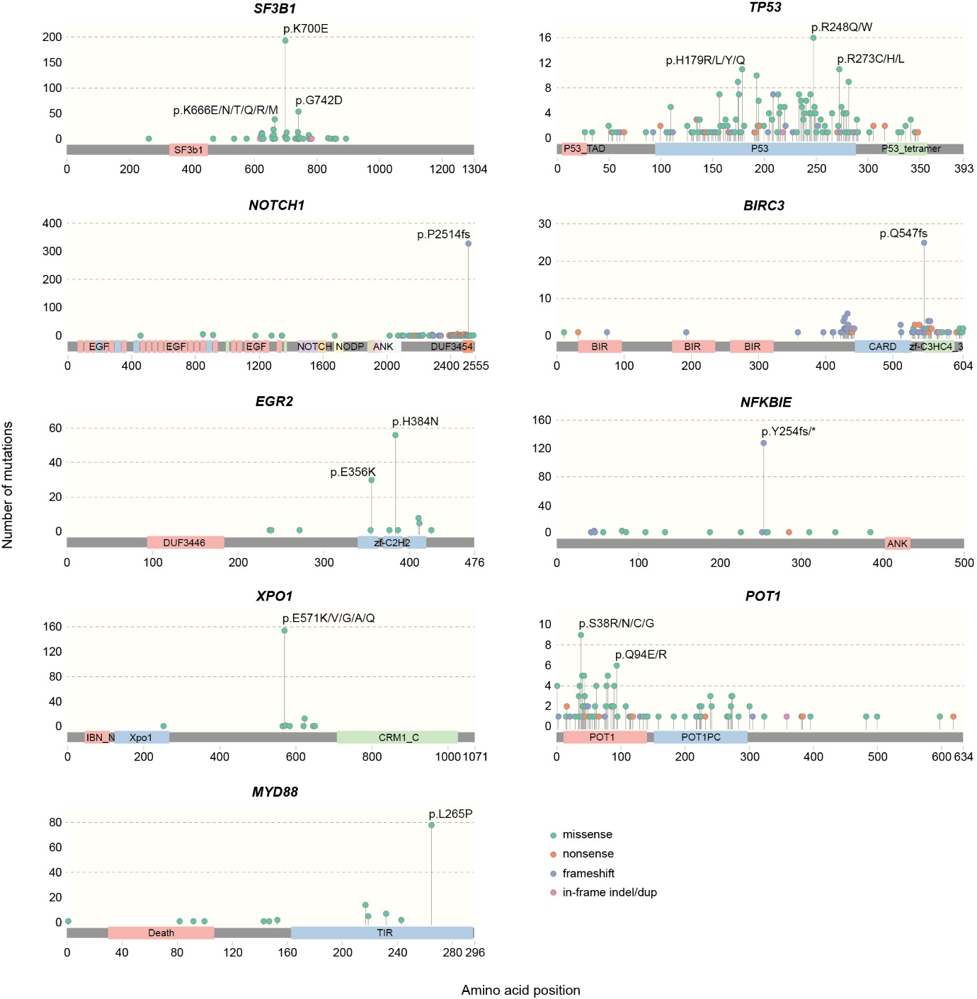 SF3B1
200
150
100
50
0
p.K700E
p.G742D
p.K666E/N/T/Q/R/M
SF3b1
0 200 400 600 800 1000 1200 1304
TP53
16
12
8
4
0
p.R248Q/W
p.H179R/L/Y/Q
p.R273C/H/L
P53_TAD P53 P53_tetramer
0 50 100 150 200 250 300 350 393
NOTCH1
400
300
200
100
0
p.P2514fs
EGF EGF EGF NOTCH NODP ANK DUF3454
0 400 800 1200 1600 2000 2400 2555
BIRC3
30
20
10
0
p.Q547fs
BIR BIR BIR CARD zf-C3HC4_3
0 100 200 300 400 500 604
Number of mutations
EGR2
60
40
20
0
p.H384N
p.E356K
DUF3446 zf-C2H2
0 100 200 300 400 476
NFKBIE
160
120
80
40
0
p.Y254fs/*
ANK
0 100 200 300 400 500
XPO1
160
120
80
40
0
p.E571K/V/G/A/Q
IBN_N Xpo1 CRM1_C
0 200 400 600 800 1000 1071
POT1
10
8
6
4
2
0
p.S38R/N/C/G
p.Q94E/R
POT1 POT1PC
0 100 200 300 400 500 600 634
MYD88
80
60
40
20
0
p.L265P
Death TIR
0 40 80 120 160 200 240 280 296
missense
nonsense
frameshift
in-frame indel/dup
Amino acid position